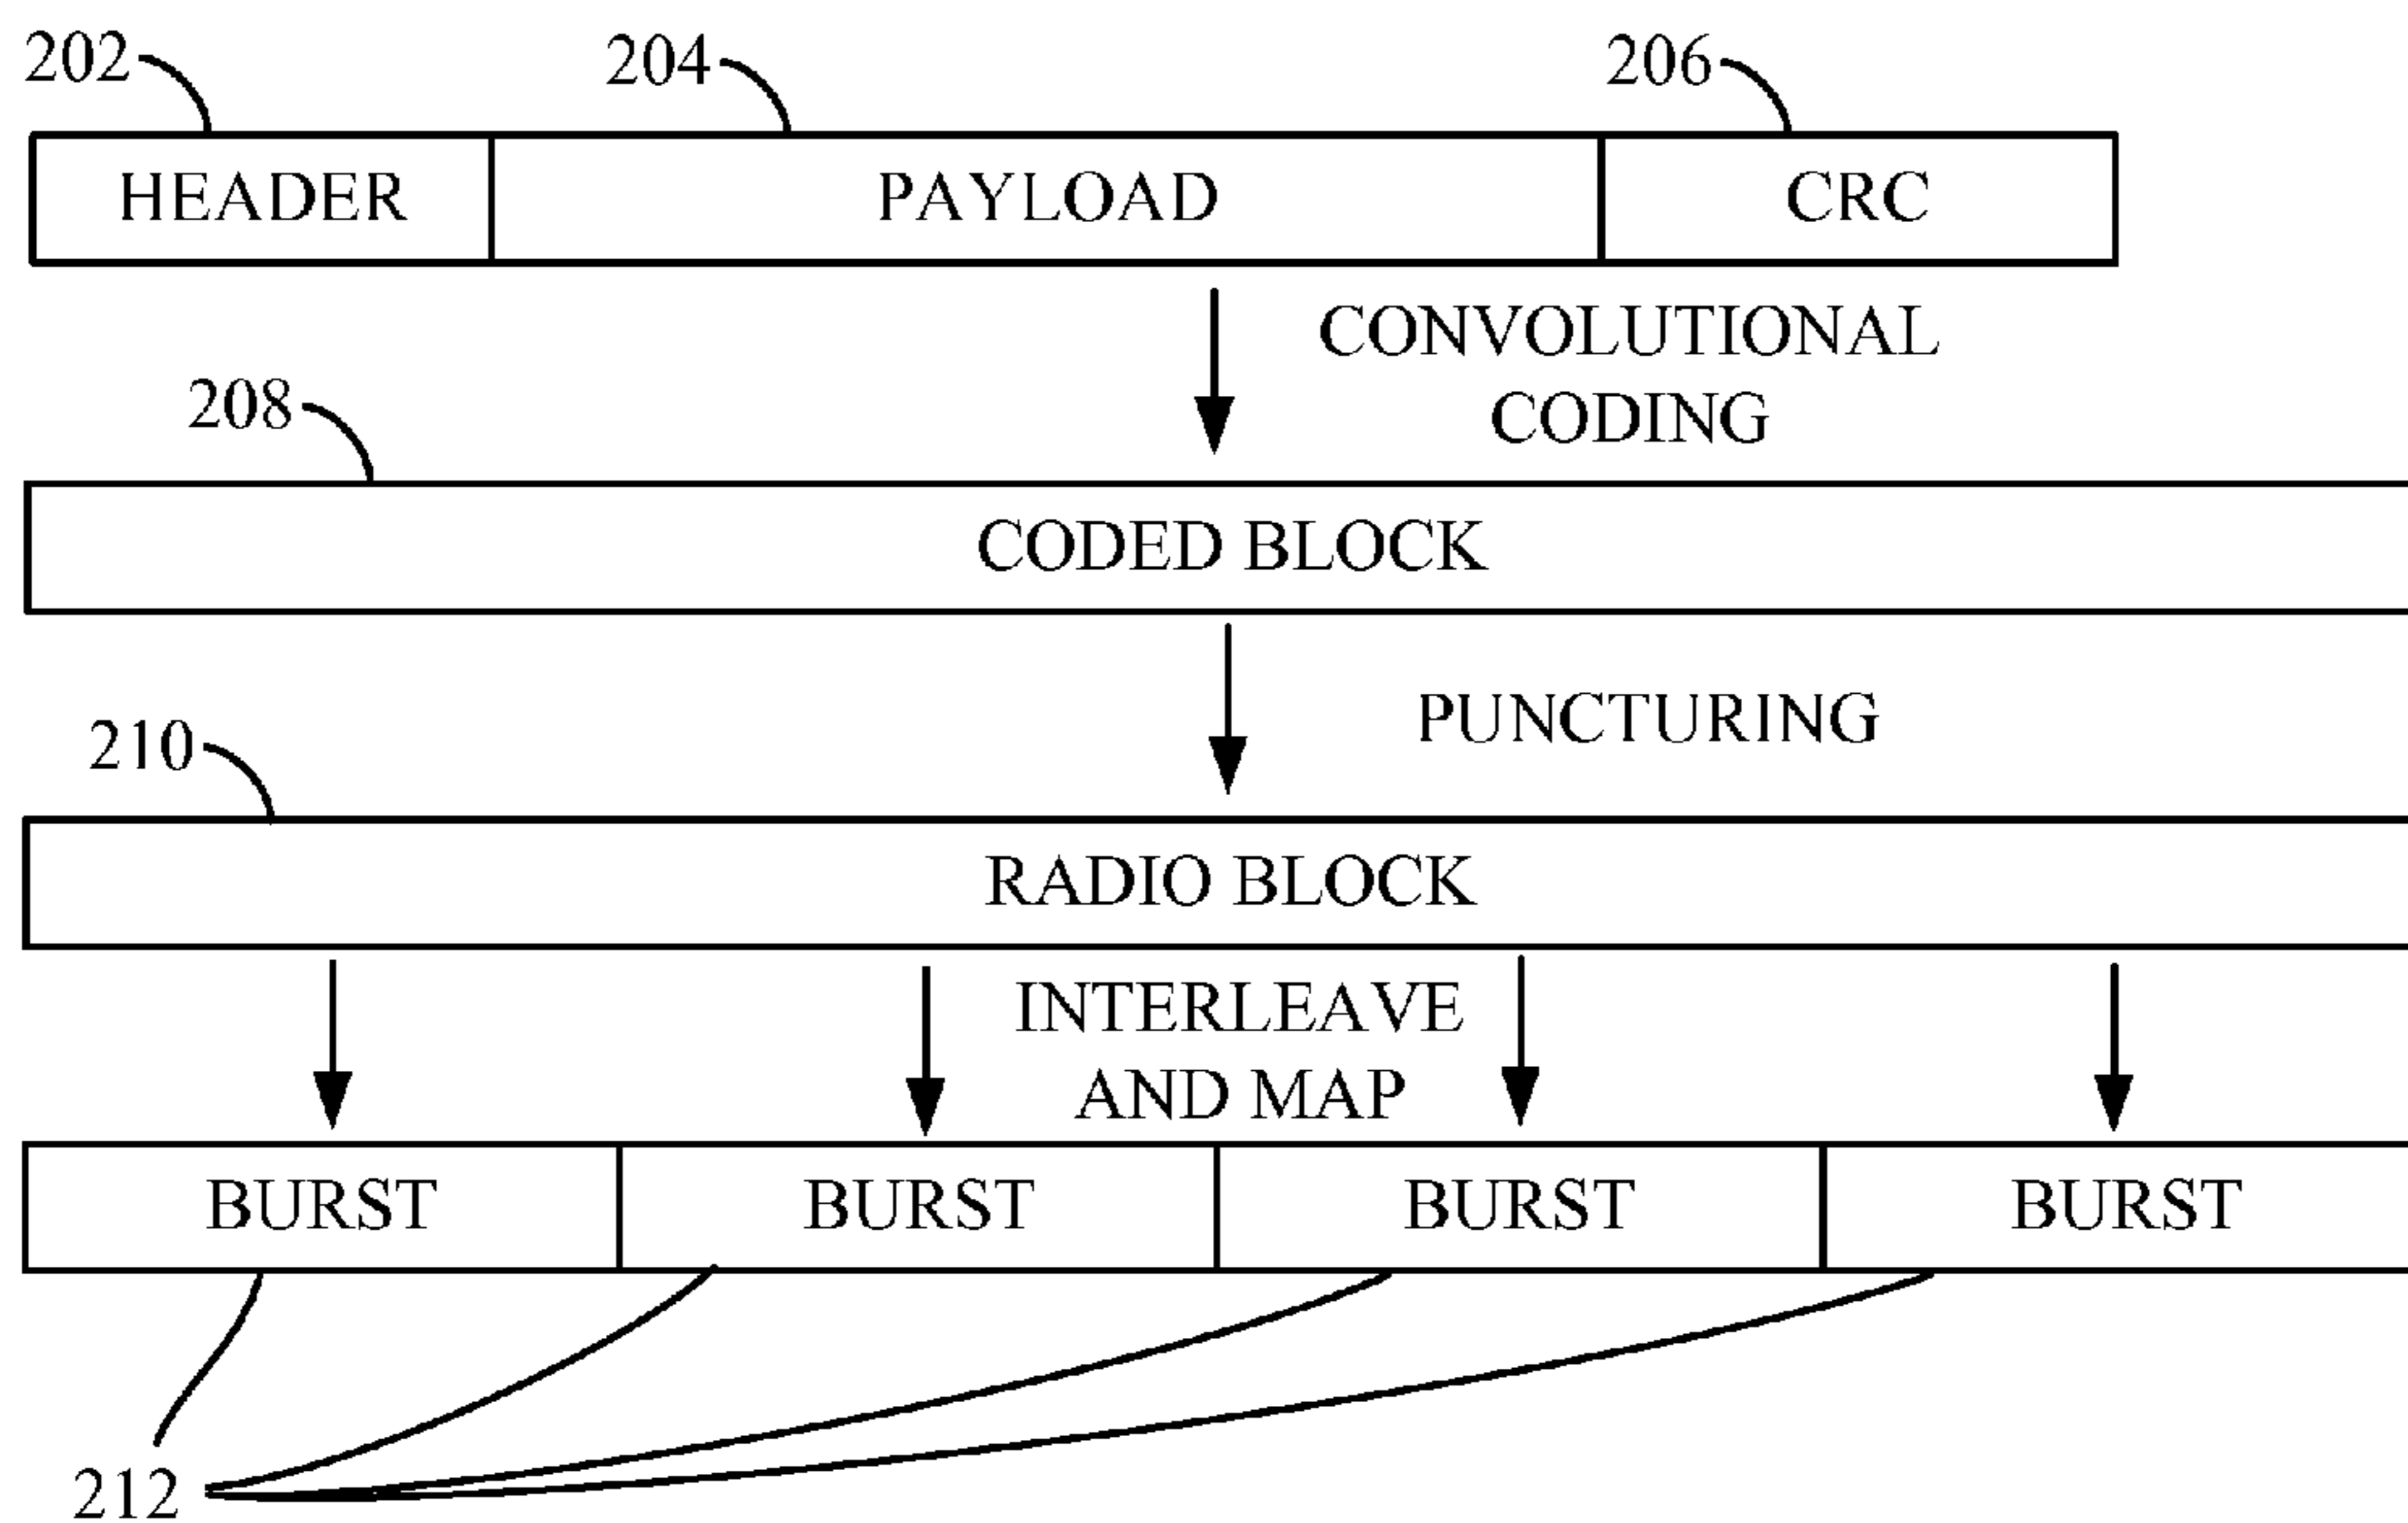 202
204
206
HEADER
PAYLOAD
CRC
CONVOLUTIONAL
CODING
208
CODED BLOCK
PUNCTURING
210
RADIO BLOCK
INTERLEAVE
AND MAP
BURST
BURST
BURST
BURST
212